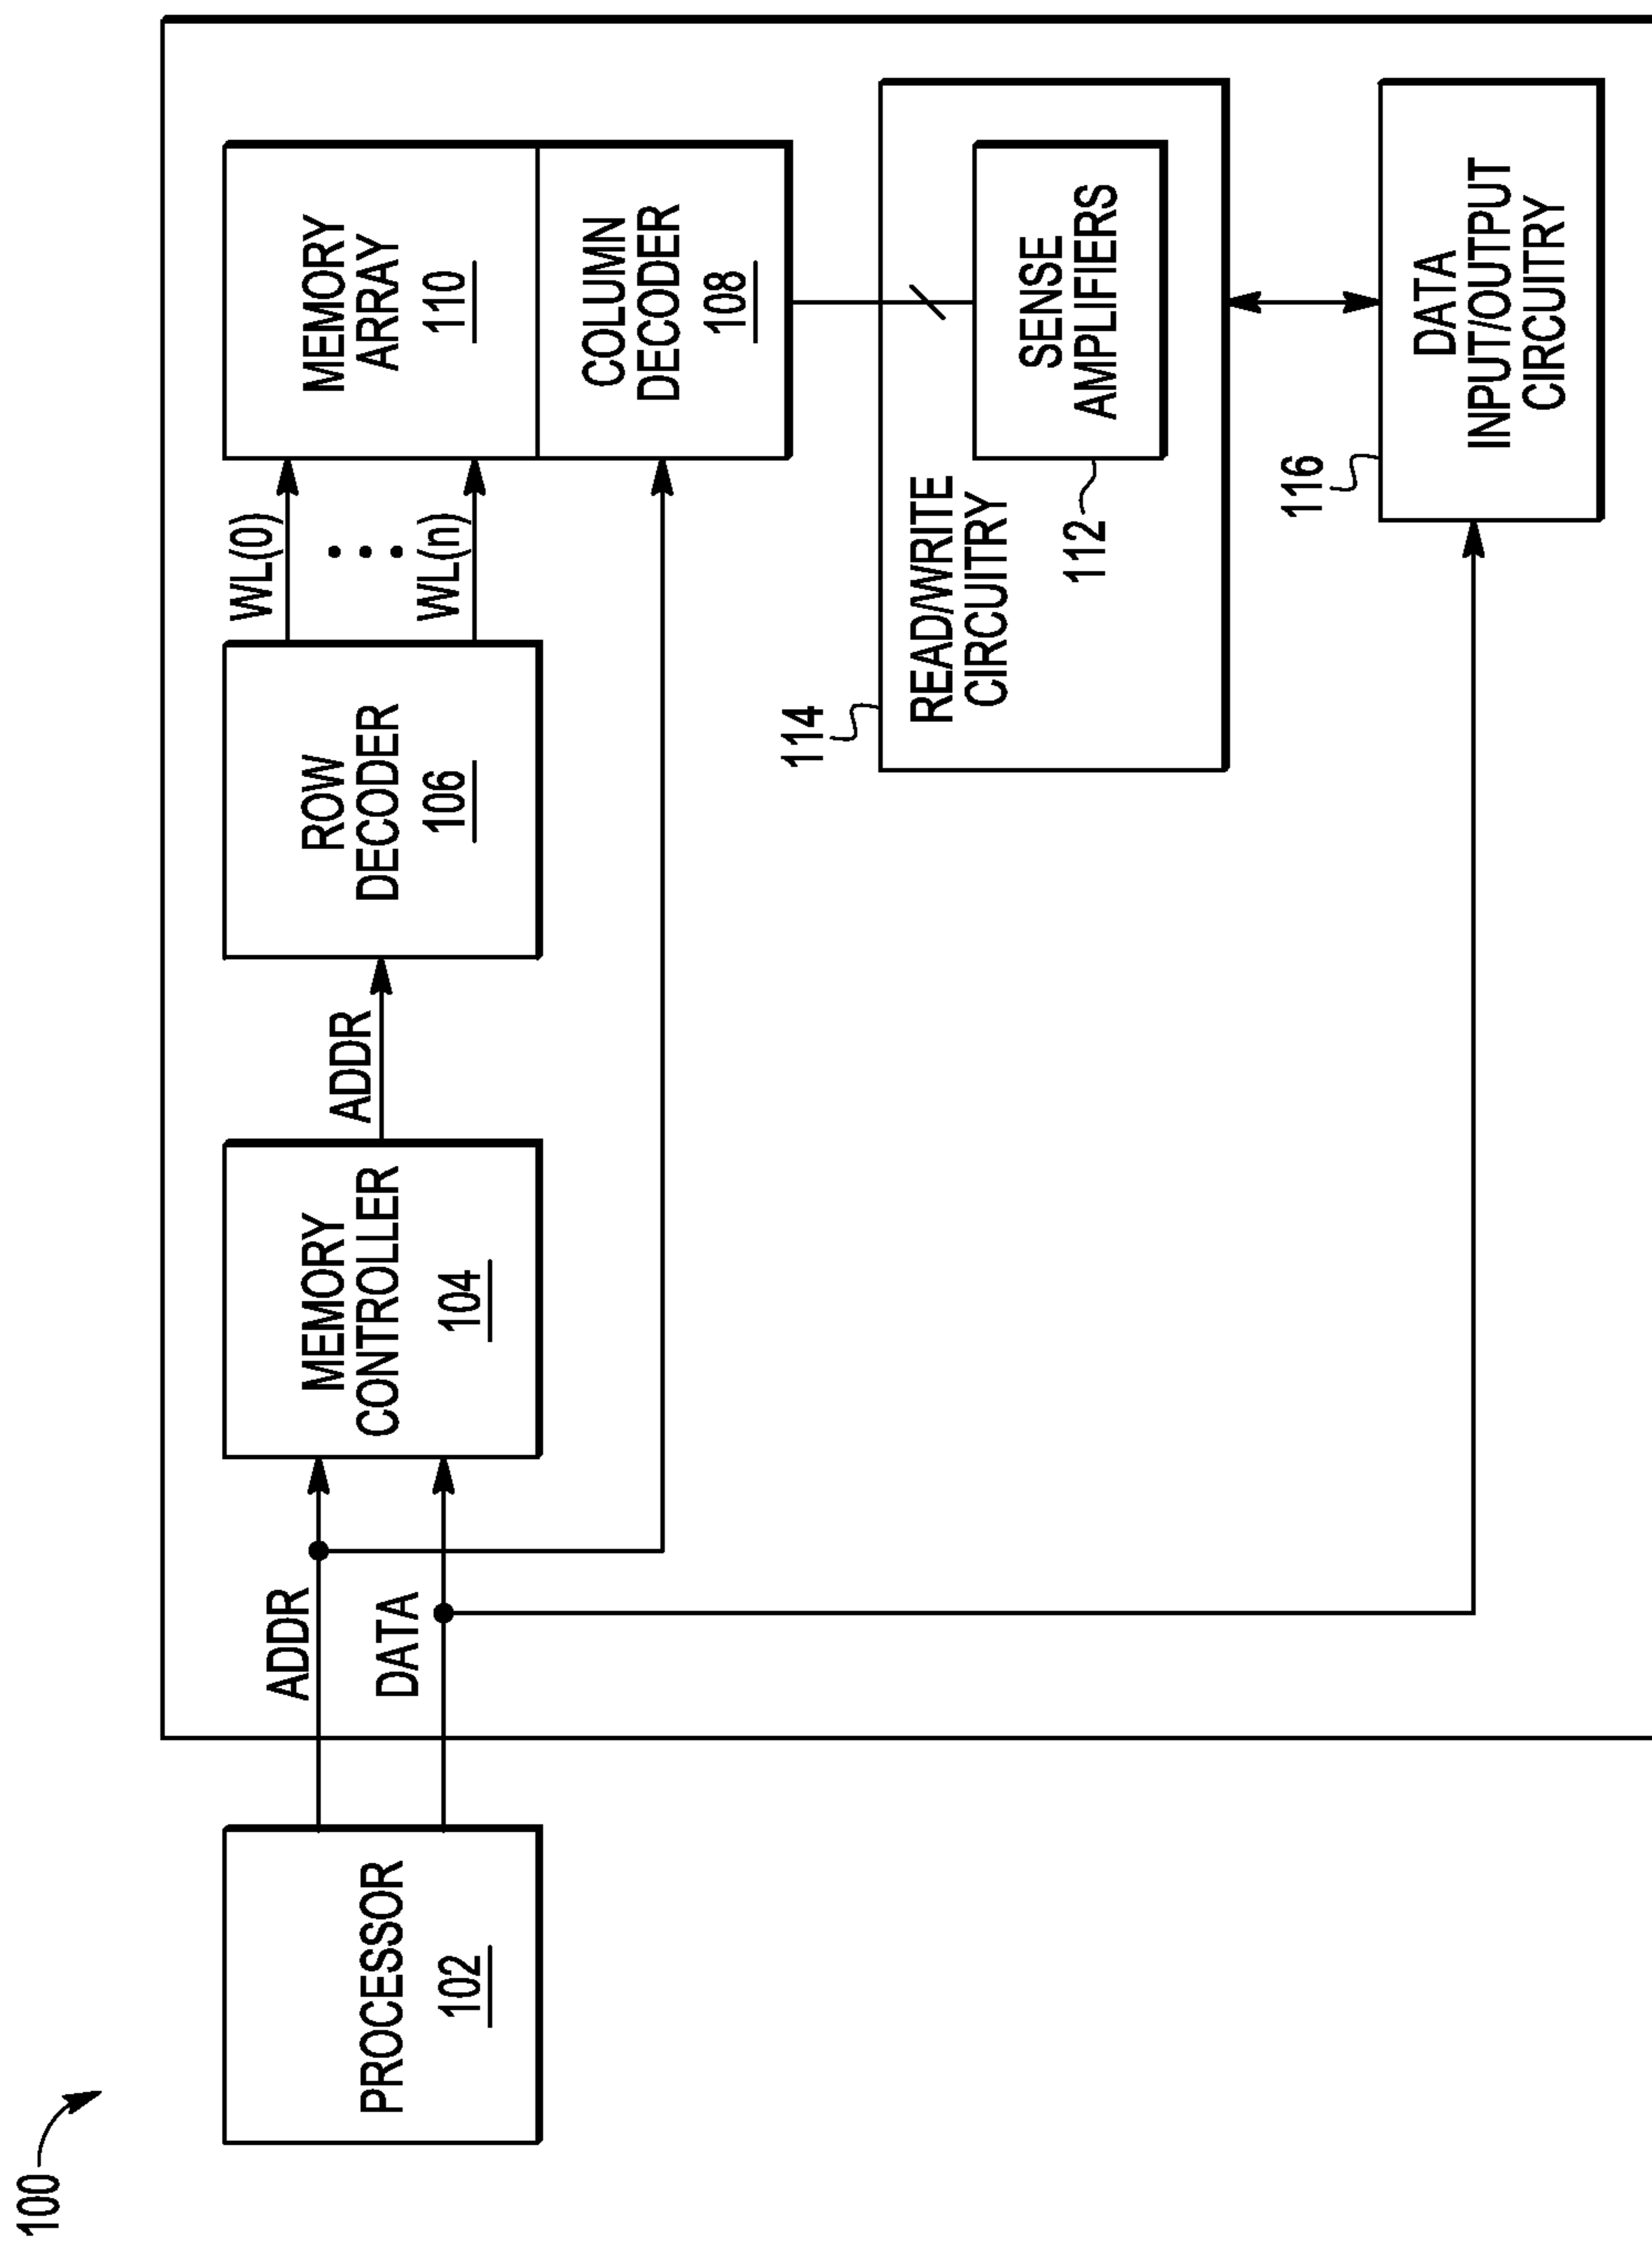 100
PROCESSOR
102
ADDR
DATA
MEMORY
CONTROLLER
104
ADDR
ROW
DECODER
106
WL(0)
WL(n)
MEMORY
ARRAY
110
COLUMN
DECODER
108
114
READ/WRITE
CIRCUITRY
SENSE
AMPLIFIERS
112
116
DATA
INPUT/OUTPUT
CIRCUITRY